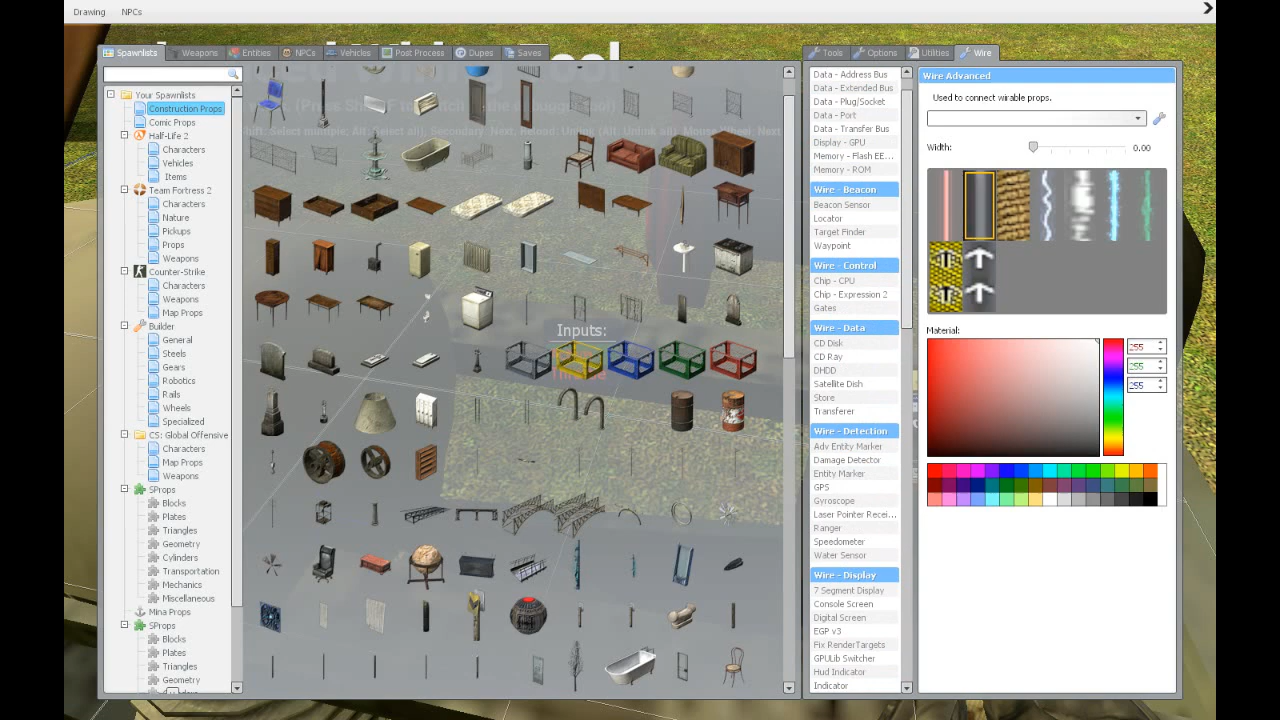 Drawing NPCs
Spawnlists Weapons Entities NPCs Vehicles Post Process Dupes Saves
Tools Options Utilities Wire
Your Spawnlists
Construction Props
Comic Props
Half-Life 2
Characters
Vehicles
Items
Team Fortress 2
Characters
Nature
Pickups
Props
Weapons
Counter-Strike
Characters
Weapons
Map Props
Builder
General
Steels
Gears
Robotics
Rails
Wheels
Specialized
CS: Global Offensive
Characters
Map Props
Weapons
SProps
Blocks
Plates
Triangles
Geometry
Cylinders
Transportation
Mechanics
Miscellaneous
Mina Props
SProps
Blocks
Plates
Triangles
Geometry
Inputs:
Data - Address Bus
Data - Extended Bus
Data - Plug/Socket
Data - Port
Data - Transfer Bus
Display - GPU
Memory - Flash EE...
Memory - ROM
Wire - Beacon
Beacon Sensor
Locator
Target Finder
Waypoint
Wire - Control
Chip - CPU
Chip - Expression 2
Gates
Wire - Data
CD Disk
CD Ray
DHDD
Satellite Dish
Store
Transferer
Wire - Detection
Adv Entity Marker
Damage Detector
Entity Marker
GPS
Gyroscope
Laser Pointer Recei...
Ranger
Speedometer
Water Sensor
Wire - Display
7 Segment Display
Console Screen
Digital Screen
EGP v3
Fix RenderTargets
GPULib Switcher
Hud Indicator
Indicator
Wire Advanced
Used to connect wirable props.
Width: 0.00
Material:
255
255
255